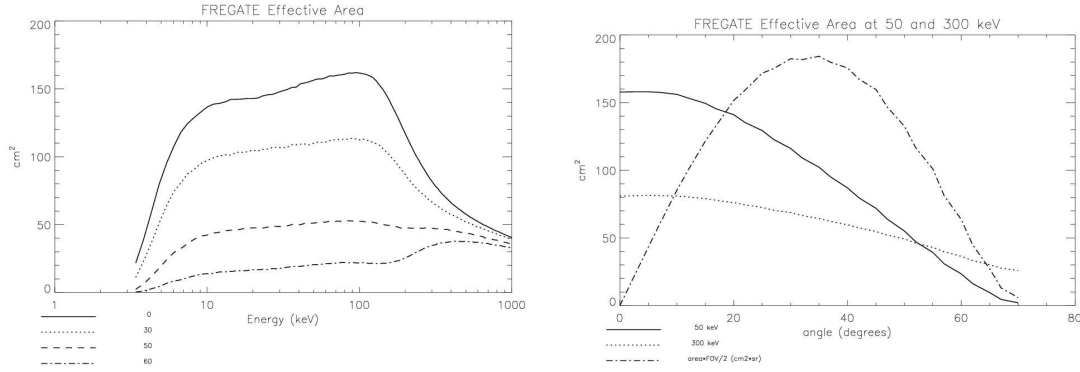 FREGATE Effective Area
200
150
100
50
0
cm2
1 10 100 1000
Energy (keV)
0
30
50
60
FREGATE Effective Area at 50 and 300 keV
200
150
100
50
0
cm2
0 20 40 60 80
angle (degrees)
50 keV
300 keV
area*FOV/2 (cm2*sr)